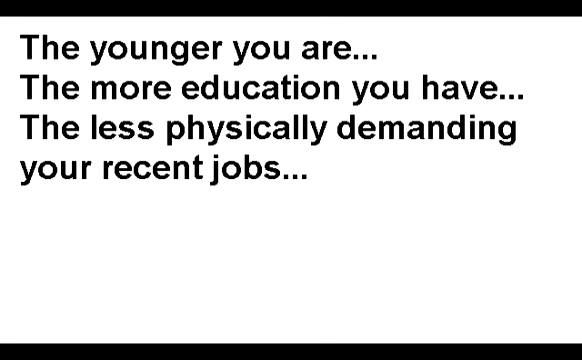 The younger you are...
The more education you have...
The less physically demanding
your recent jobs...